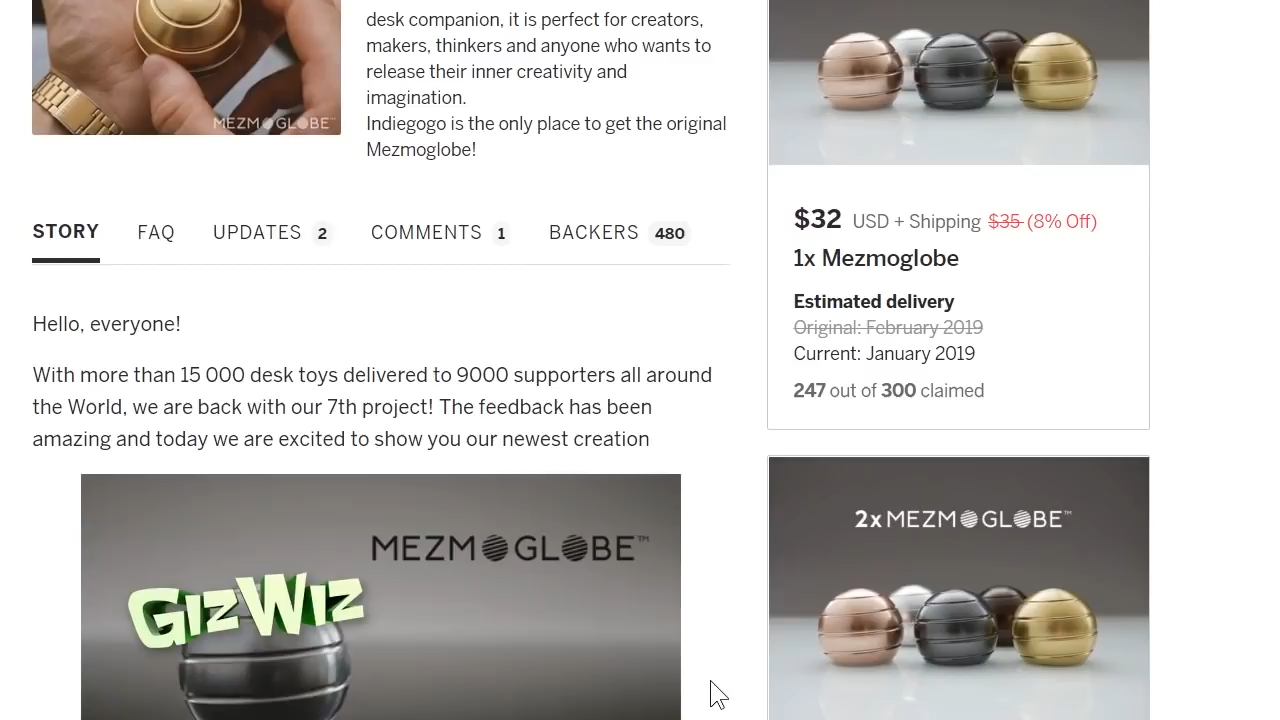 desk companion, it is perfect for creators,
makers, thinkers and anyone who wants to
release their inner creativity and
imagination.
Indiegogo is the only place to get the original
Mezmoglobe!
MEZMOGLOBE™
STORY FAQ UPDATES 2 COMMENTS 1 BACKERS 480
Hello, everyone!
With more than 15 000 desk toys delivered to 9000 supporters all around
the World, we are back with our 7th project! The feedback has been
amazing and today we are excited to show you our newest creation
MEZMOGLOBE™
GIZWIZ
$32 USD + Shipping $35 (8% Off)
1x Mezmoglobe
Estimated delivery
Original: February 2019
Current: January 2019
247 out of 300 claimed
2x MEZMOGLOBE™